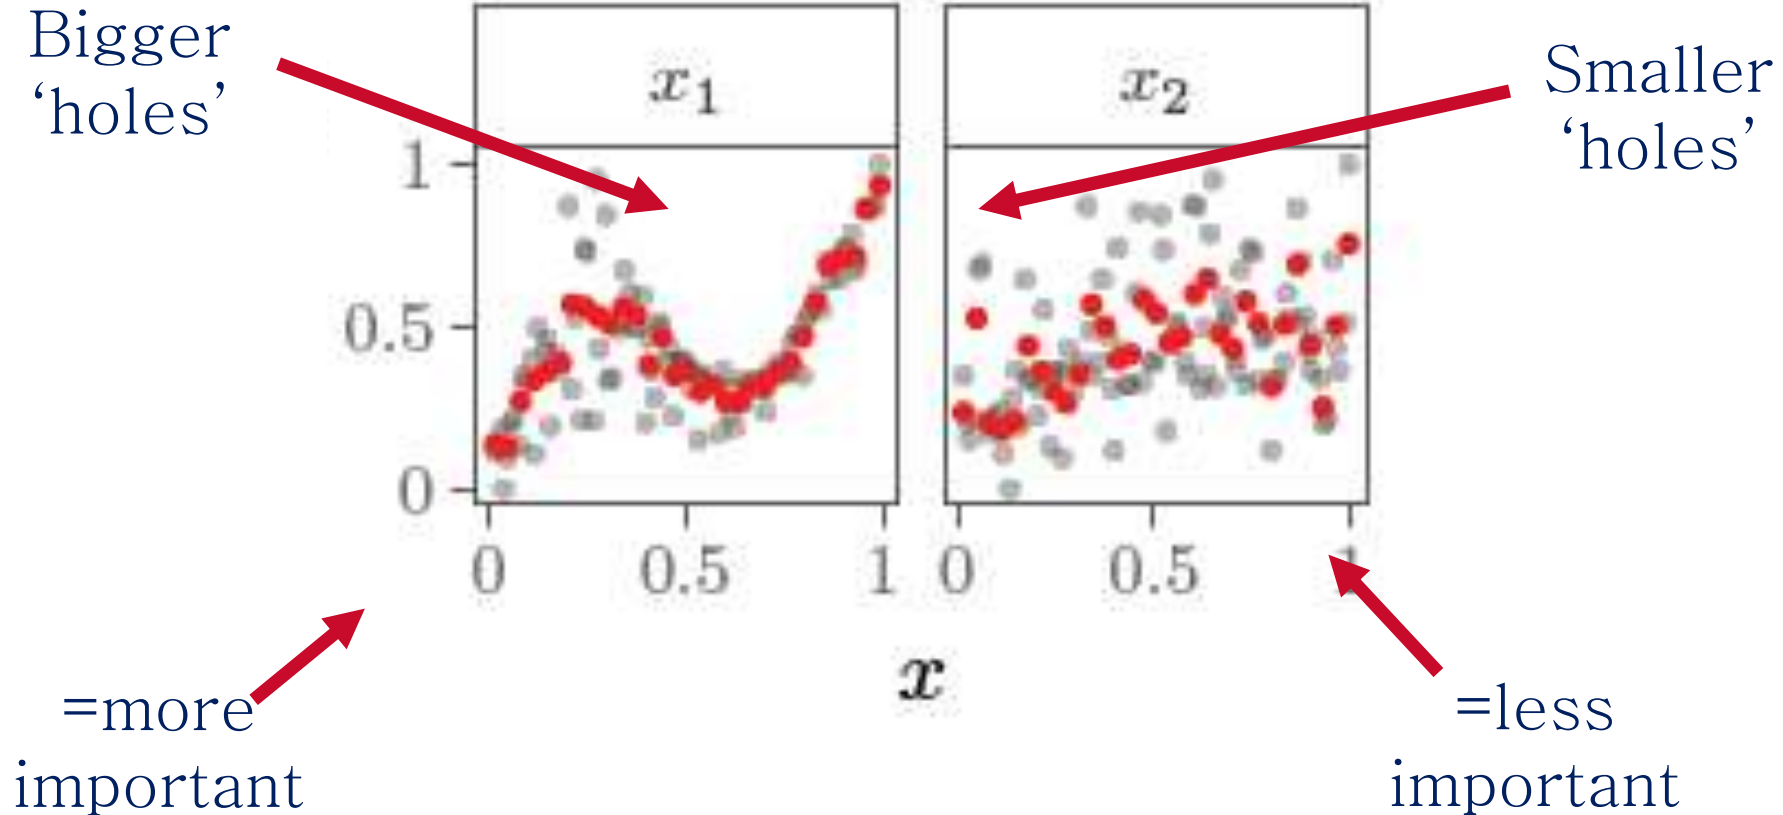 Bigger
‘holes’
Smaller
‘holes’
x1
x2
1
0.5
0
0
0.5
1
0
0.5
1
x
=more
important
=less
important